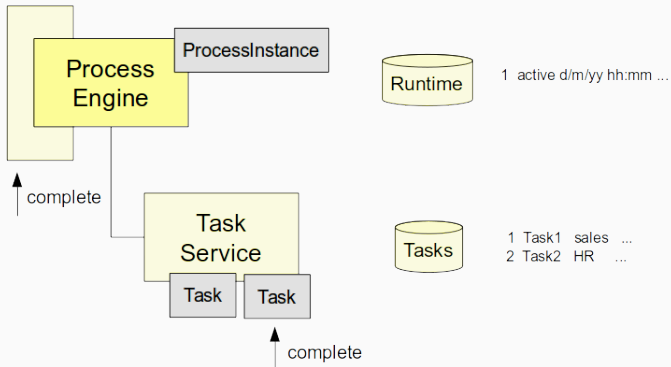 ProcessInstance
Process
Engine
Runtime
1 active d/m/yy hh:mm ...
complete
Task
Service
Tasks
1 Task1 sales ...
2 Task2 HR ...
Task
Task
complete